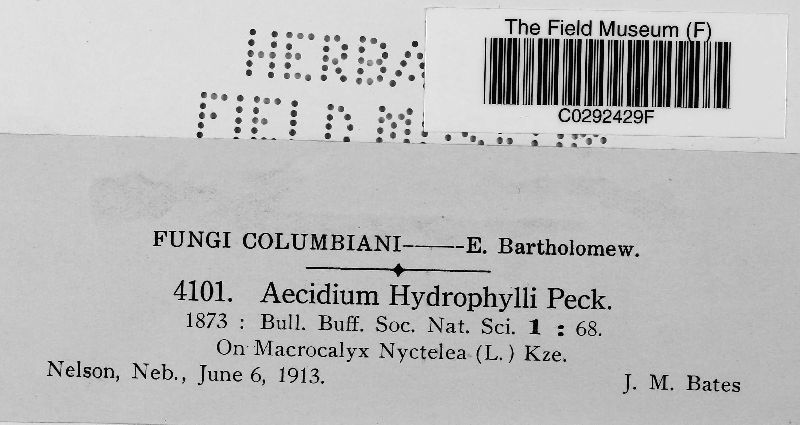 HERBA
FIELD MUSEUM
The Field Museum (F)
C0292429F
FUNGI COLUMBIANI——E. Bartholomew.
4101. Aecidium Hydrophylli Peck.
1873 : Bull. Buff. Soc. Nat. Sci. 1 : 68.
On Macrocalyx Nyctelea (L.) Kze.
Nelson, Neb., June 6, 1913.
J. M. Bates